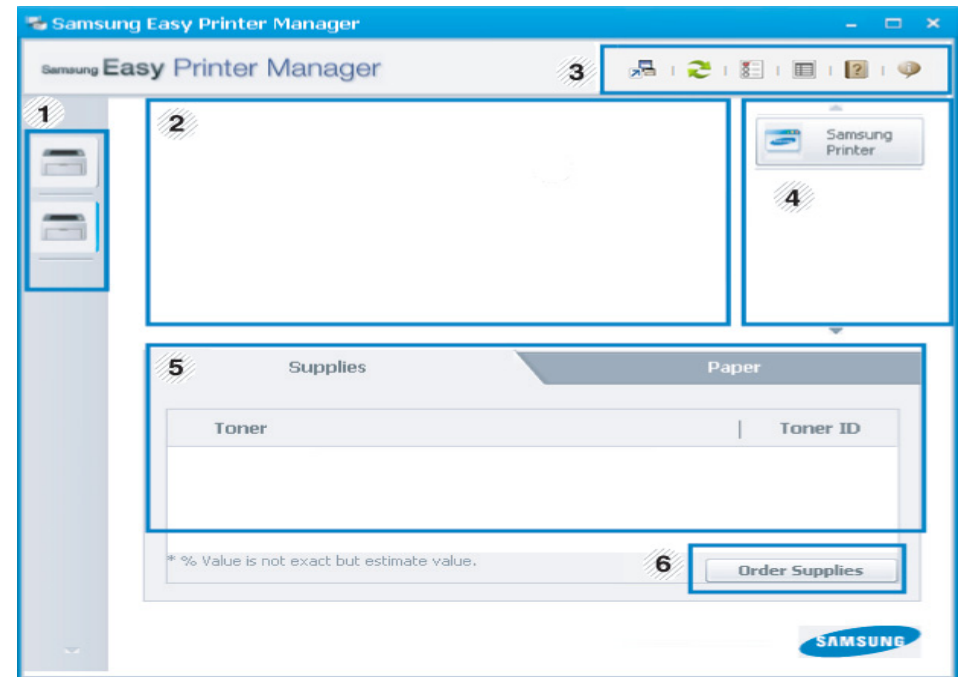 Samsung Easy Printer Manager
Samsung Easy Printer Manager
3
1
2
Samsung
Printer
4
5
Supplies
Paper
Toner
Toner ID
* % Value is not exact but estimate value.
6
Order Supplies
SAMSUNG